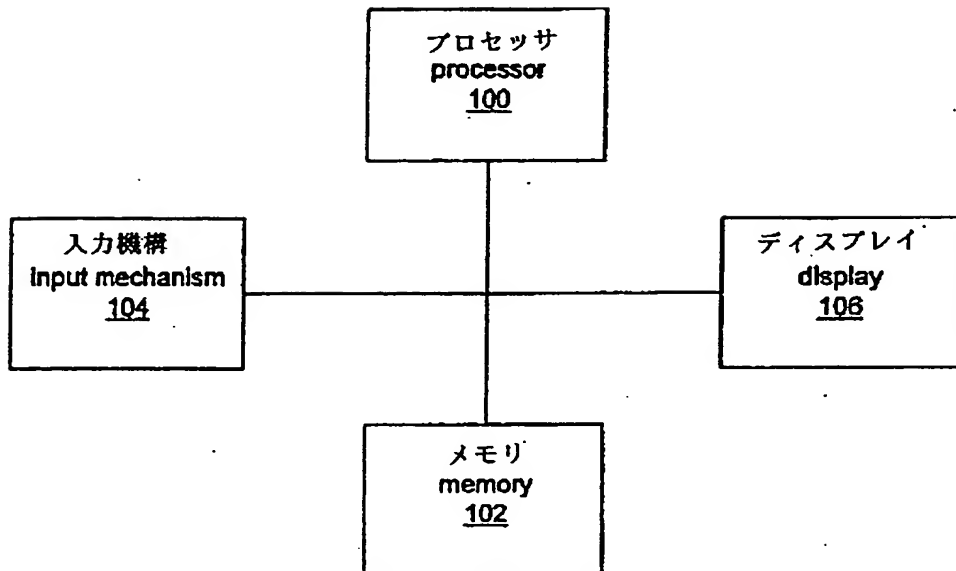 プロセッサ
processor
100
入力機構
input mechanism
104
ディスプレイ
display
106
メモリ
memory
102